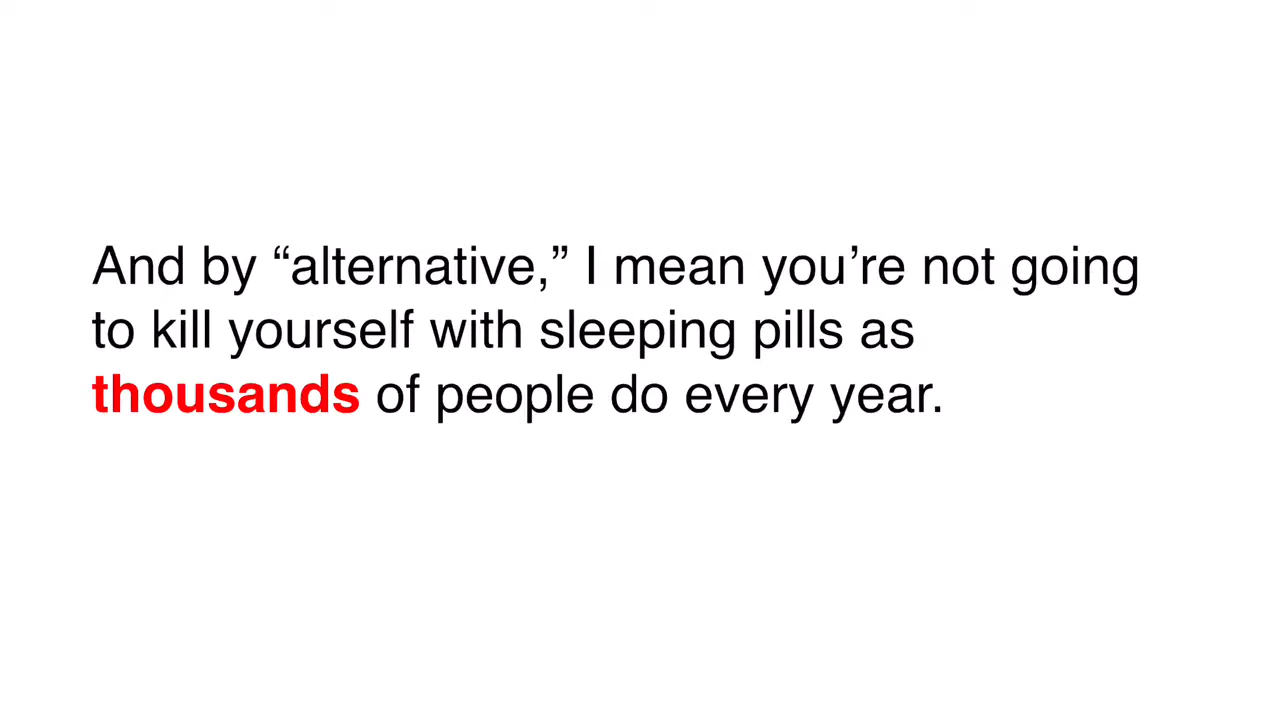 And by “alternative,” I mean you’re not going
to kill yourself with sleeping pills as
thousands of people do every year.